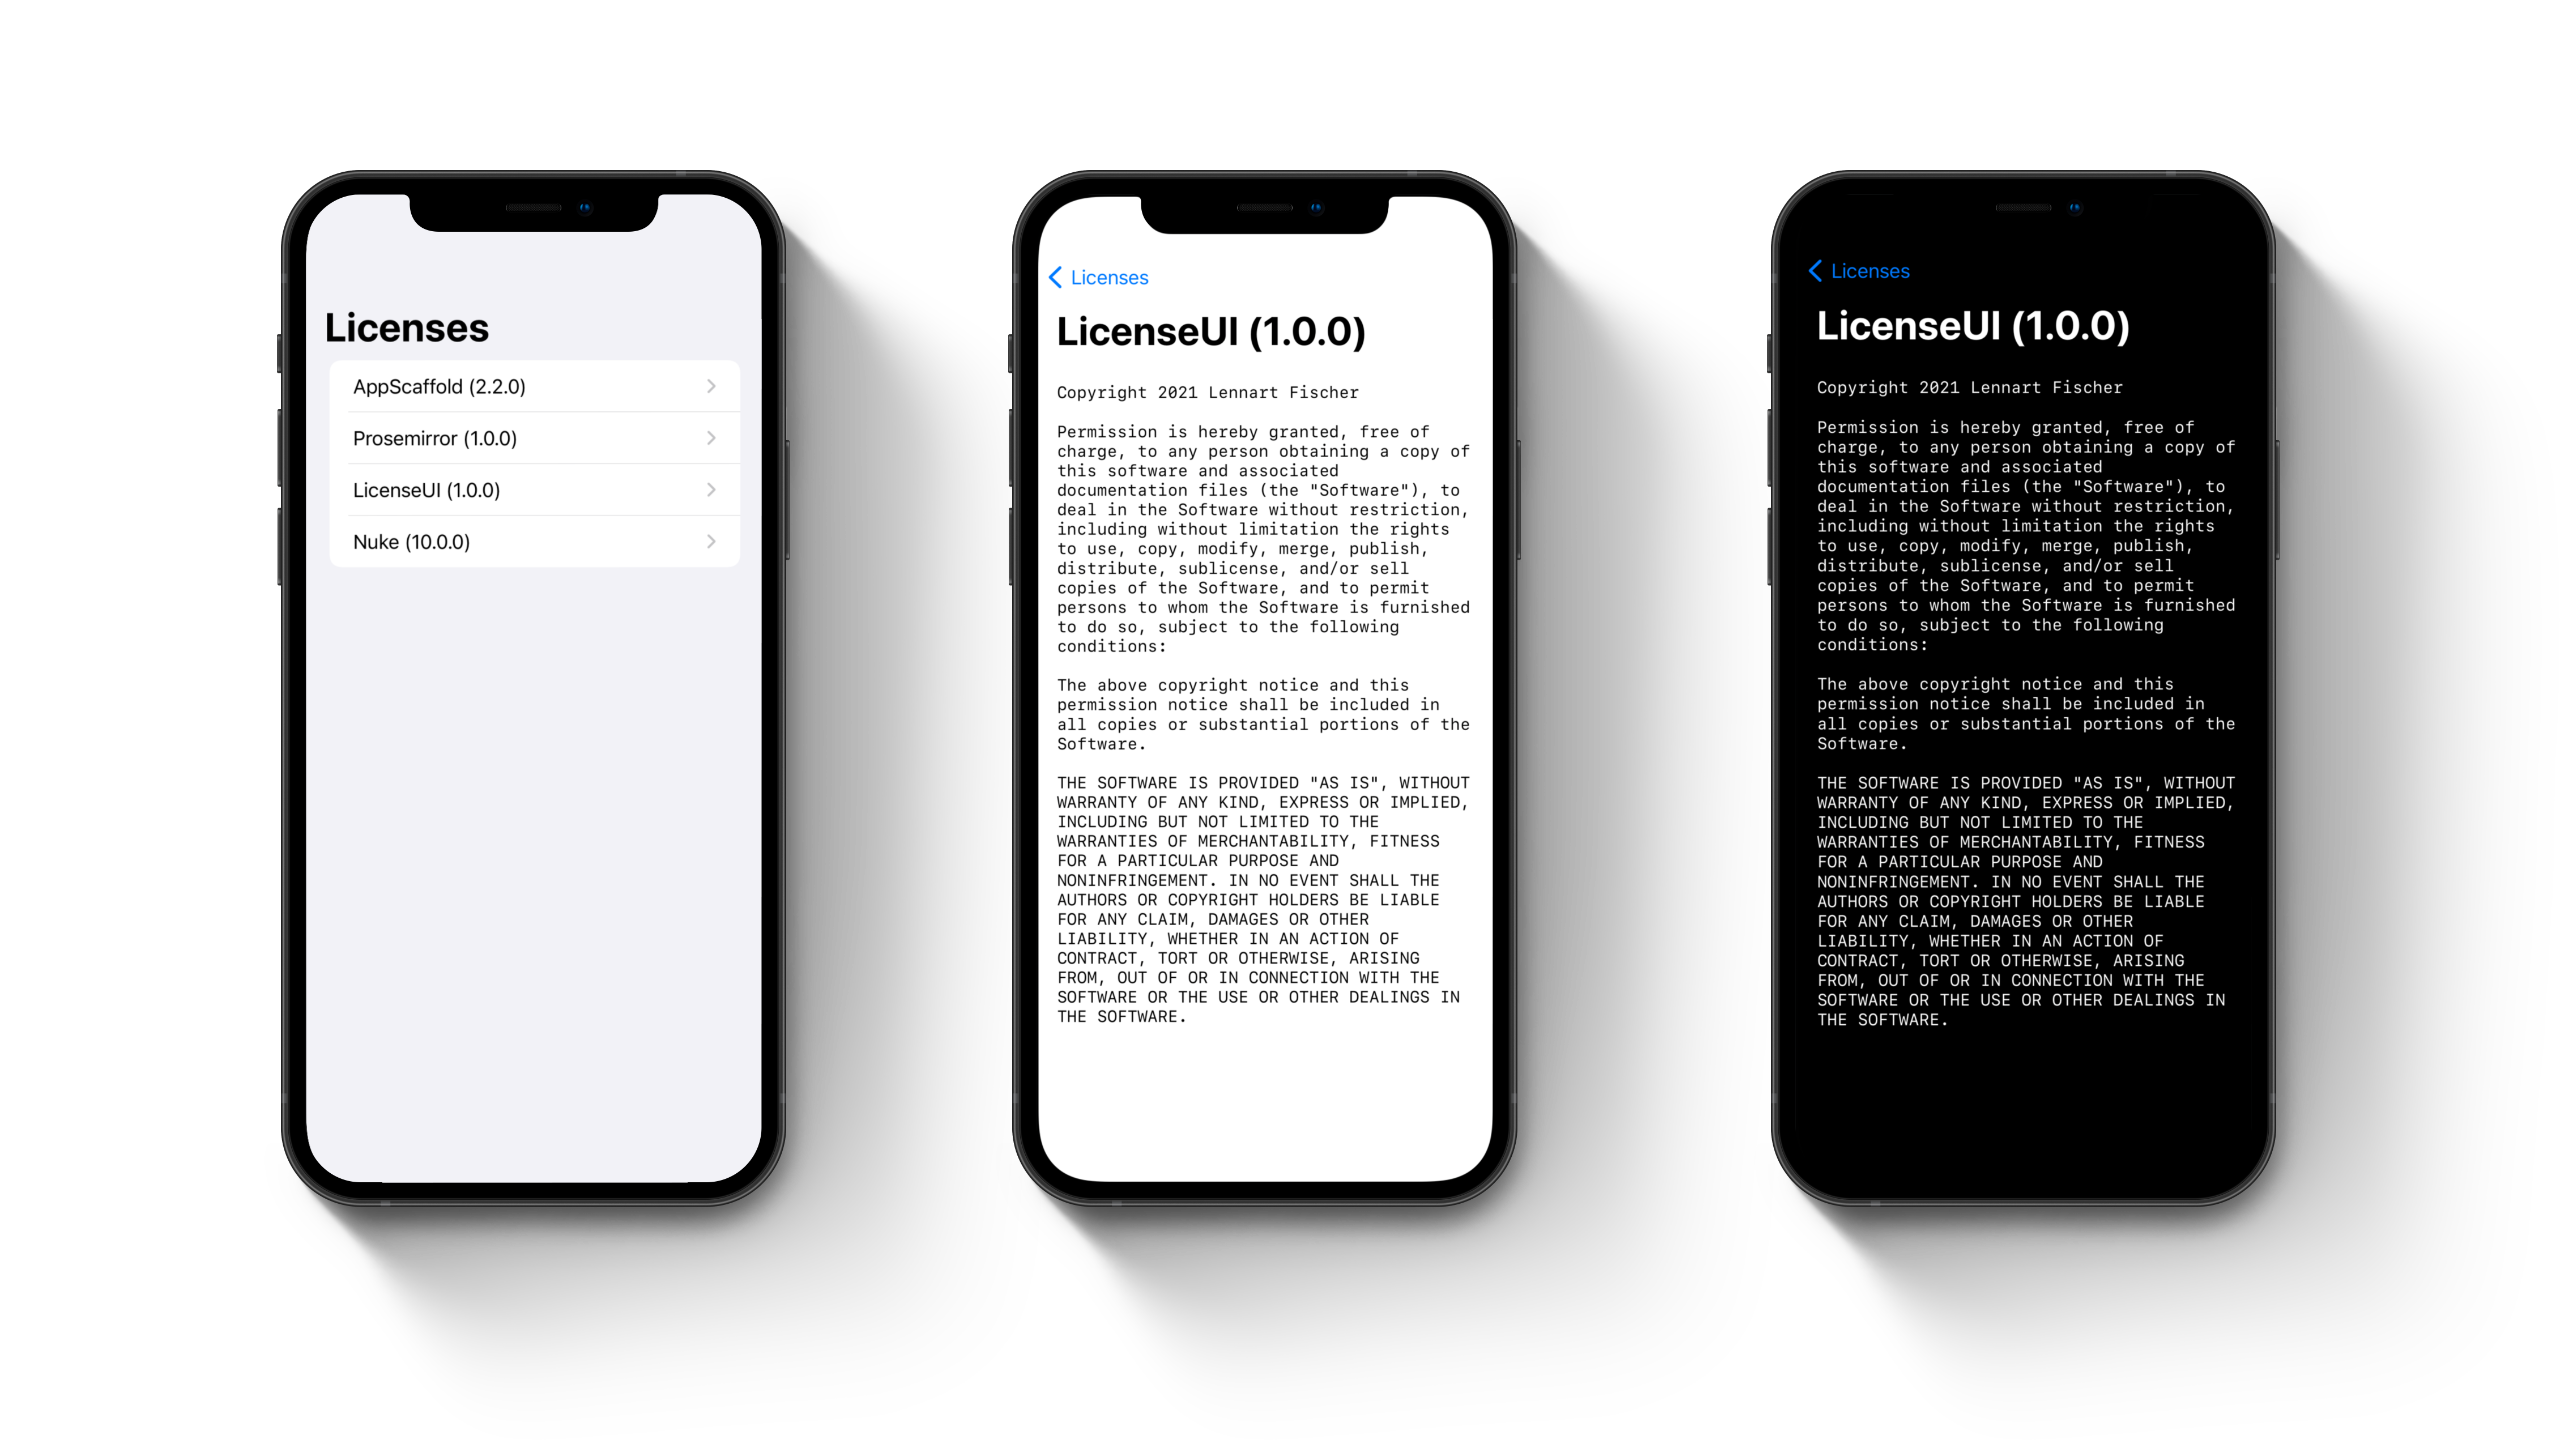 Licenses
AppScaffold (2.2.0)
Prosemirror (1.0.0)
LicenseUI (1.0.0)
Nuke (10.0.0)
Licenses
LicenseUI (1.0.0)
Copyright 2021 Lennart Fischer
Permission is hereby granted, free of
charge, to any person obtaining a copy of
this software and associated
documentation files (the "Software"), to
deal in the Software without restriction,
including without limitation the rights
to use, copy, modify, merge, publish,
distribute, sublicense, and/or sell
copies of the Software, and to permit
persons to whom the Software is furnished
to do so, subject to the following
conditions:
The above copyright notice and this
permission notice shall be included in
all copies or substantial portions of the
Software.
THE SOFTWARE IS PROVIDED "AS IS", WITHOUT
WARRANTY OF ANY KIND, EXPRESS OR IMPLIED,
INCLUDING BUT NOT LIMITED TO THE
WARRANTIES OF MERCHANTABILITY, FITNESS
FOR A PARTICULAR PURPOSE AND
NONINFRINGEMENT. IN NO EVENT SHALL THE
AUTHORS OR COPYRIGHT HOLDERS BE LIABLE
FOR ANY CLAIM, DAMAGES OR OTHER
LIABILITY, WHETHER IN AN ACTION OF
CONTRACT, TORT OR OTHERWISE, ARISING
FROM, OUT OF OR IN CONNECTION WITH THE
SOFTWARE OR THE USE OR OTHER DEALINGS IN
THE SOFTWARE.
Licenses
LicenseUI (1.0.0)
Copyright 2021 Lennart Fischer
Permission is hereby granted, free of
charge, to any person obtaining a copy of
this software and associated
documentation files (the "Software"), to
deal in the Software without restriction,
including without limitation the rights
to use, copy, modify, merge, publish,
distribute, sublicense, and/or sell
copies of the Software, and to permit
persons to whom the Software is furnished
to do so, subject to the following
conditions:
The above copyright notice and this
permission notice shall be included in
all copies or substantial portions of the
Software.
THE SOFTWARE IS PROVIDED "AS IS", WITHOUT
WARRANTY OF ANY KIND, EXPRESS OR IMPLIED,
INCLUDING BUT NOT LIMITED TO THE
WARRANTIES OF MERCHANTABILITY, FITNESS
FOR A PARTICULAR PURPOSE AND
NONINFRINGEMENT. IN NO EVENT SHALL THE
AUTHORS OR COPYRIGHT HOLDERS BE LIABLE
FOR ANY CLAIM, DAMAGES OR OTHER
LIABILITY, WHETHER IN AN ACTION OF
CONTRACT, TORT OR OTHERWISE, ARISING
FROM, OUT OF OR IN CONNECTION WITH THE
SOFTWARE OR THE USE OR OTHER DEALINGS IN
THE SOFTWARE.